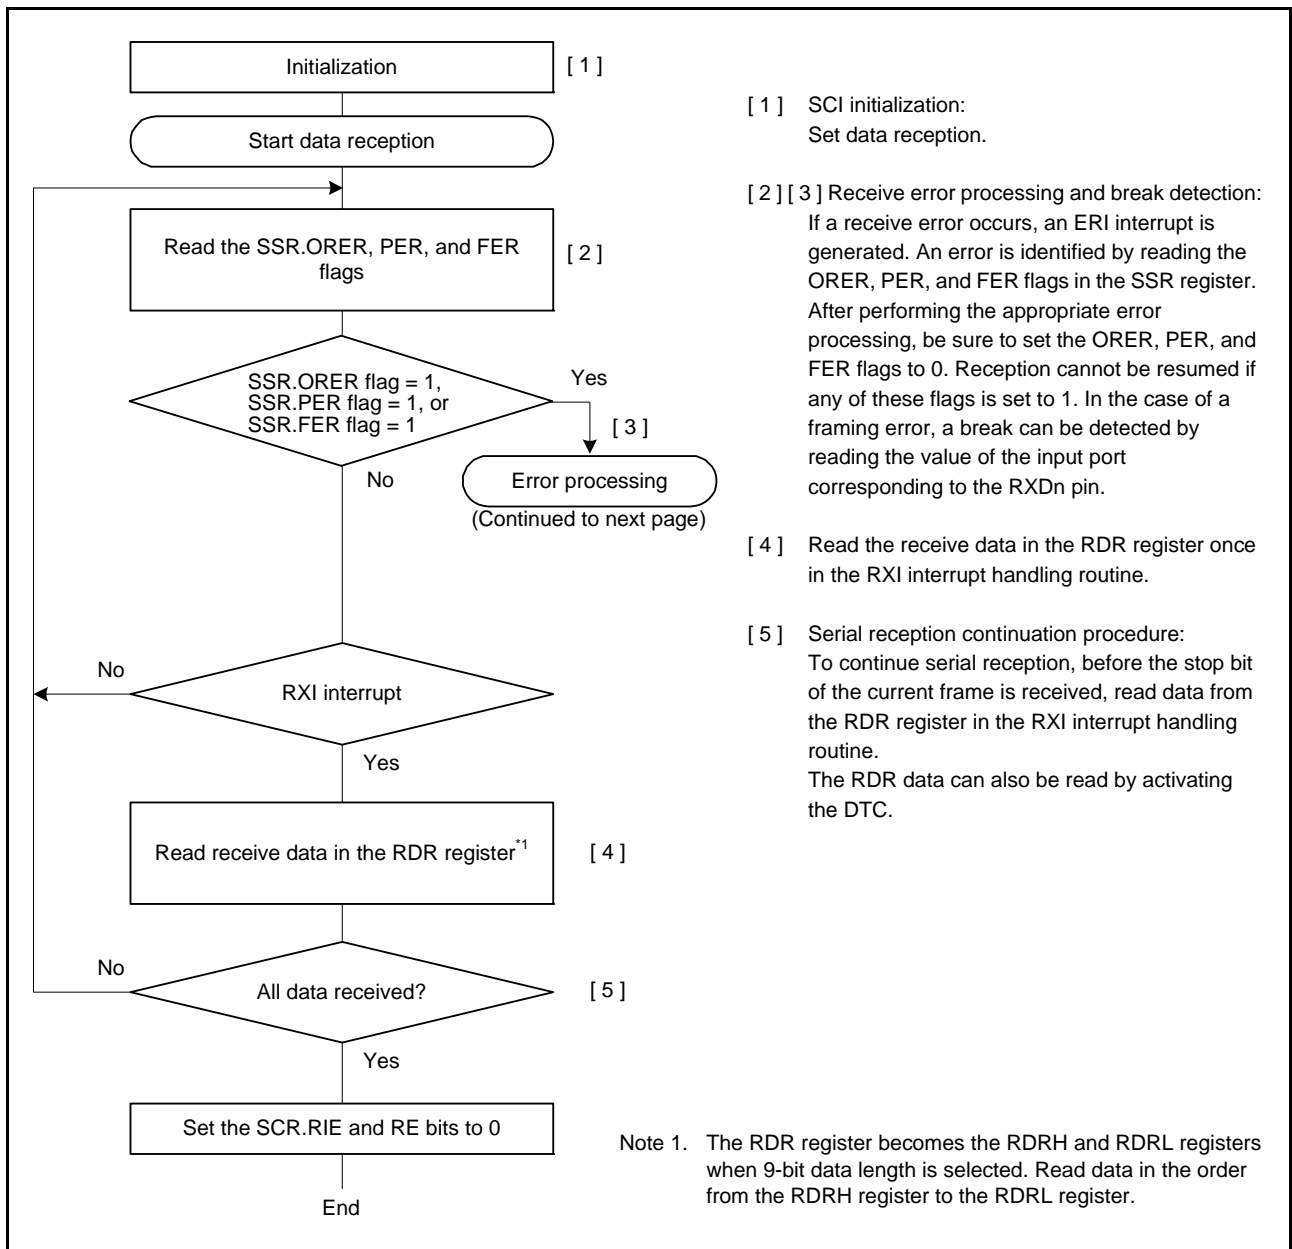 Initialization
[ 1 ]
Start data reception
Read the SSR.ORER, PER, and FER
flags
[ 2 ]
SSR.ORER flag = 1,
SSR.PER flag = 1, or
SSR.FER flag = 1
Yes
[ 3 ]
No
Error processing
(Continued to next page)
No
RXI interrupt
Yes
Read receive data in the RDR register*1
[ 4 ]
No
All data received?
[ 5 ]
Yes
Set the SCR.RIE and RE bits to 0
End
[ 1 ] SCI initialization:
Set data reception.
[ 2 ] [ 3 ] Receive error processing and break detection:
If a receive error occurs, an ERI interrupt is
generated. An error is identified by reading the
ORER, PER, and FER flags in the SSR register.
After performing the appropriate error
processing, be sure to set the ORER, PER, and
FER flags to 0. Reception cannot be resumed if
any of these flags is set to 1. In the case of a
framing error, a break can be detected by
reading the value of the input port
corresponding to the RXDn pin.
[ 4 ] Read the receive data in the RDR register once
in the RXI interrupt handling routine.
[ 5 ] Serial reception continuation procedure:
To continue serial reception, before the stop bit
of the current frame is received, read data from
the RDR register in the RXI interrupt handling
routine.
The RDR data can also be read by activating
the DTC.
Note 1. The RDR register becomes the RDRH and RDRL registers
when 9-bit data length is selected. Read data in the order
from the RDRH register to the RDRL register.